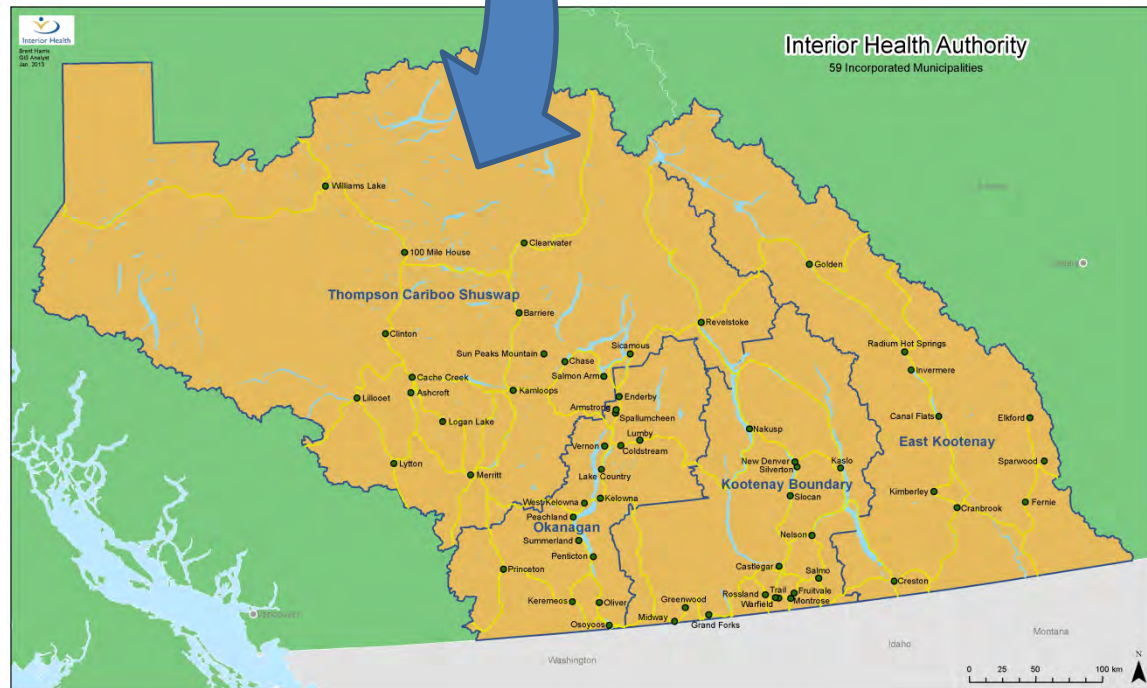 Interior Health
Brent Harris
GIS Analyst
Jan. 2013
Interior Health Authority
59 Incorporated Municipalities
Williams Lake
100 Mile House
Clearwater
Golden
Thompson Cariboo Shuswap
Barriere
Revelstoke
Clinton
Sun Peaks Mountain
Chase
Sicamous
Salmon Arm
Radium Hot Springs
Invermere
Cache Creek
Ashcroft
Lillooet
Kamloops
Enderby
Armstrong
Spallumcheen
Logan Lake
Lumby
Vernon
Coldstream
Nakusp
Canal Flats
Elkford
East Kootenay
Lytton
Merritt
Lake Country
New Denver
Silverton
Kaslo
Sparwood
Kootenay Boundary
West Kelowna
Kelowna
Slocan
Kimberley
Cranbrook
Fernie
Peachland
Okanagan
Summerland
Nelson
Penticton
Princeton
Castlegar
Salmo
Creston
Keremeos
Oliver
Greenwood
Rossland
Trail
Fruitvale
Warfield
Montrose
Osoyoos
Midway
Grand Forks
Washington
Idaho
Montana
N
0 25 50 100 km